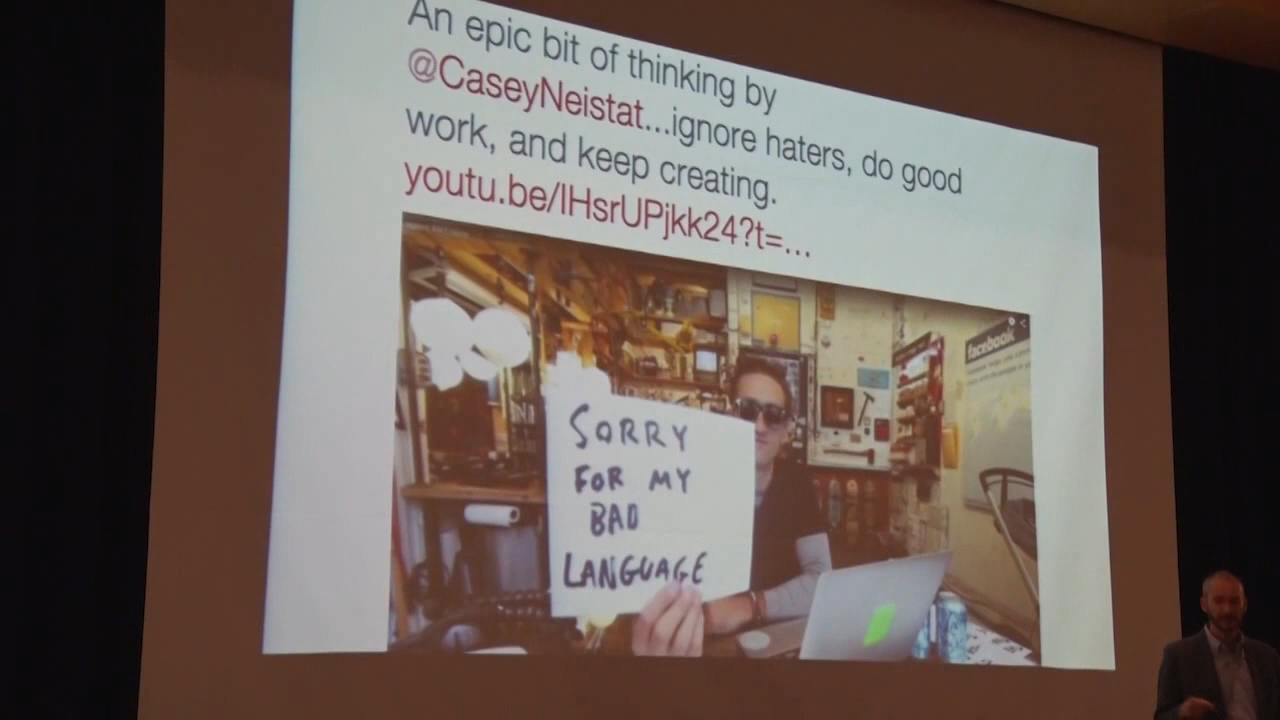 An epic bit of thinking by
@CaseyNeistat...ignore haters, do good
work, and keep creating.
youtu.be/IHsrUPjkk24?t=...
facebook
SORRY
FOR MY
BAD
LANGUAGE